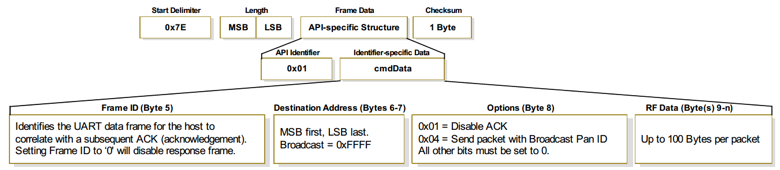 Start Delimiter Length Frame Data Checksum
0x7E MSB LSB API-specific Structure 1 Byte
API Identifier Identifier-specific Data
0x01 cmdData
Frame ID (Byte 5) Destination Address (Bytes 6-7) Options (Byte 8) RF Data (Byte(s) 9-n)
Identifies the UART data frame for the host to
correlate with a subsequent ACK (acknowledgement).
Setting Frame ID to ‘0' will disable response frame.
MSB first, LSB last.
Broadcast = 0xFFFF
0x01 = Disable ACK
0x04 = Send packet with Broadcast Pan ID
All other bits must be set to 0.
Up to 100 Bytes per packet